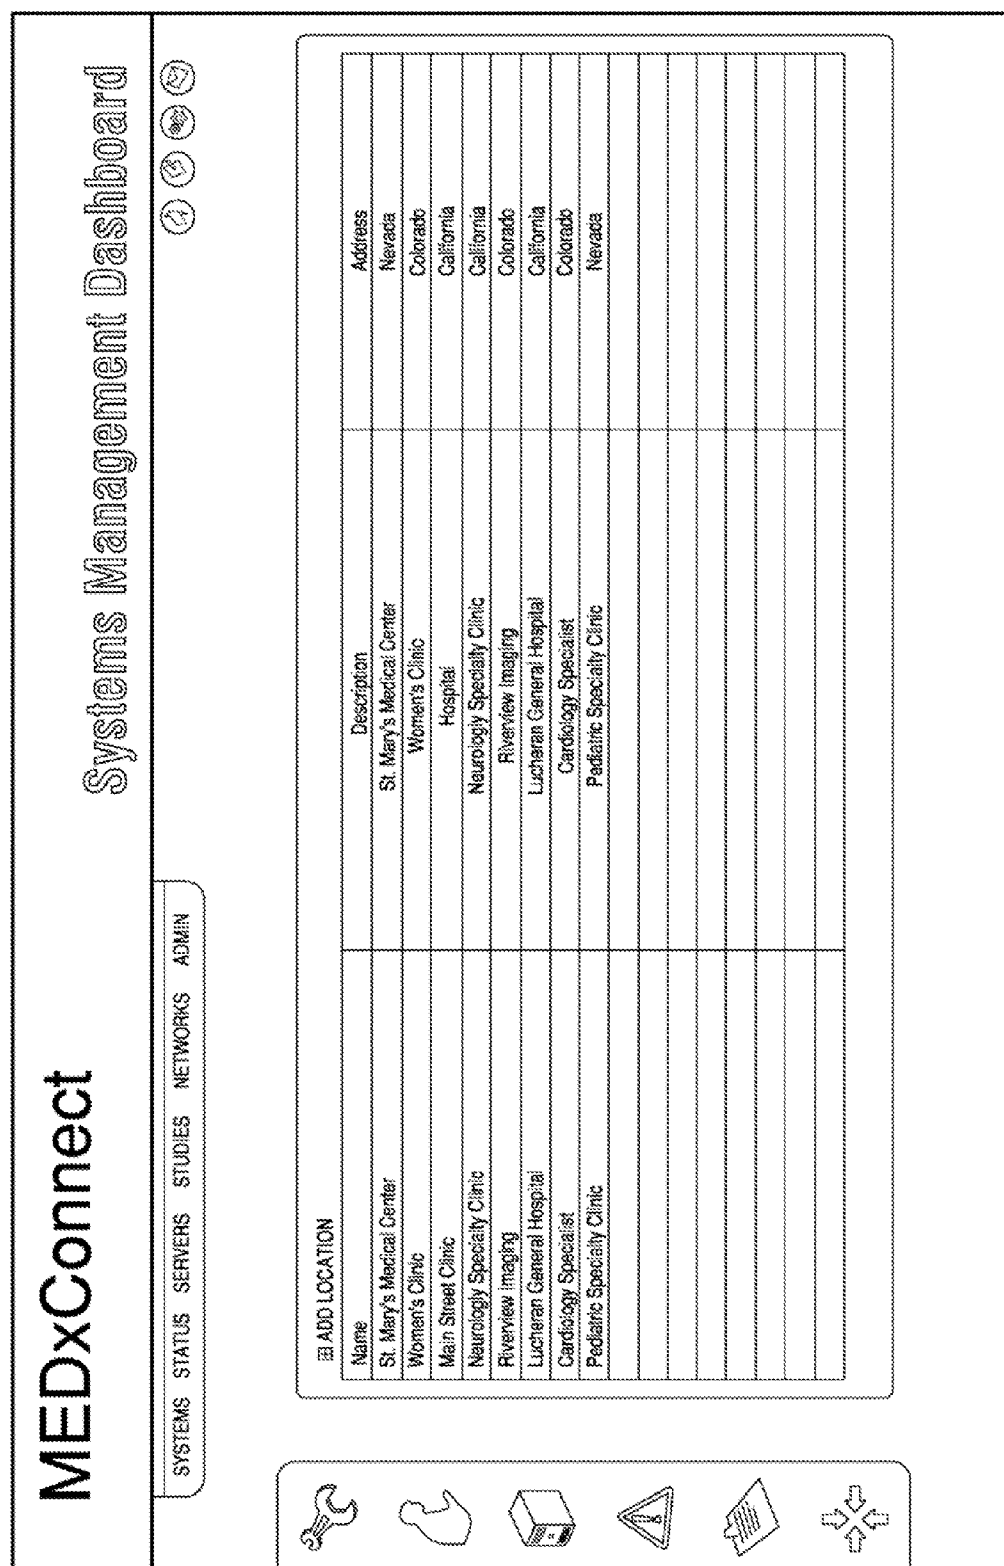 MEDxConnect
Systems Management Dashboard
SYSTEMS STATUS SERVERS STUDIES NETWORKS ADMIN
ADD LOCATION
Name Description Address
St. Mary's Medical Center St. Mary's Medical Center Nevada
Women's Clinic Women's Clinic Colorado
Main Street Clinic Hospital California
Neurologly Specialty Clinic Neurologly Specialty Clinic California
Riverview Imaging Riverview Imaging Colorado
Lucheran General Hospital Lucheran General Hospital California
Cardiology Specialist Cardiology Specialist Colorado
Pediatric Specialty Clinic Pediatric Specialty Clinic Nevada